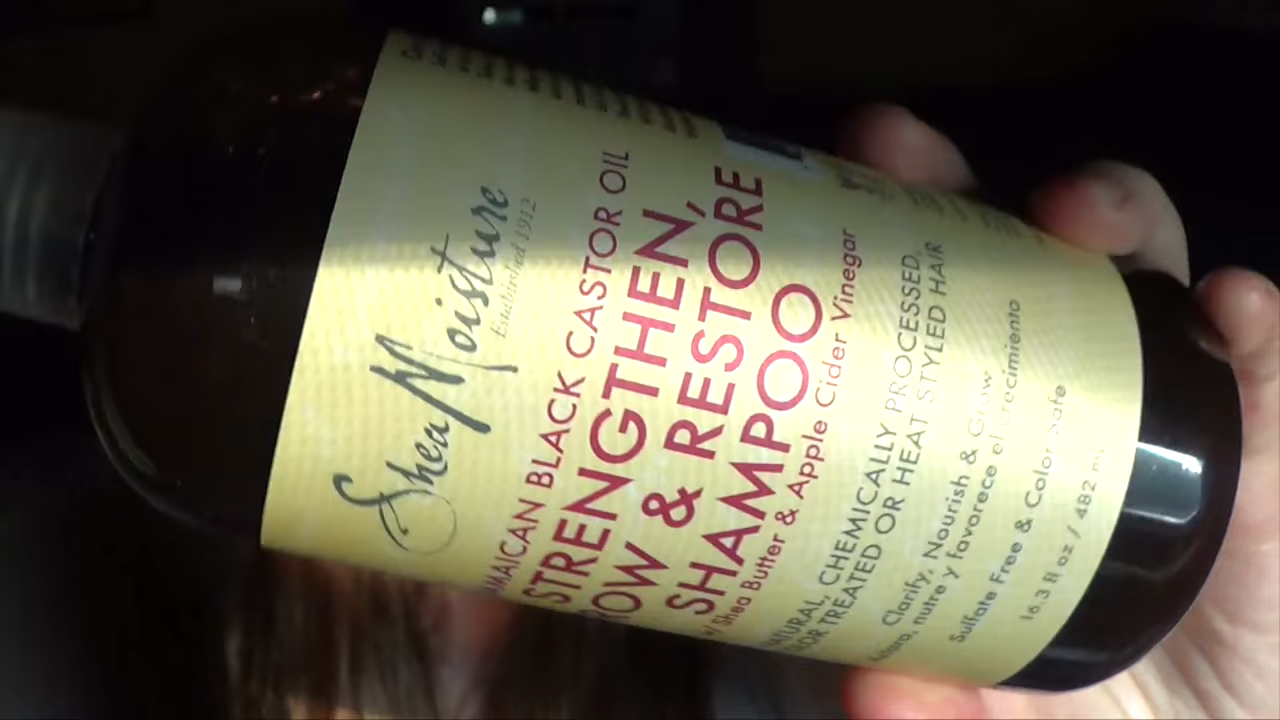 Shea Moisture
Established 1912
JAMAICAN BLACK CASTOR OIL
STRENGTHEN,
GROW & RESTORE
SHAMPOO
w/ Shea Butter & Apple Cider Vinegar
NATURAL, CHEMICALLY PROCESSED,
COLOR TREATED OR HEAT STYLED HAIR
Clarify, Nourish & Grow
nutre y favorece el crecimiento
Sulfate Free & Color Safe
16.3 fl oz / 482 mL